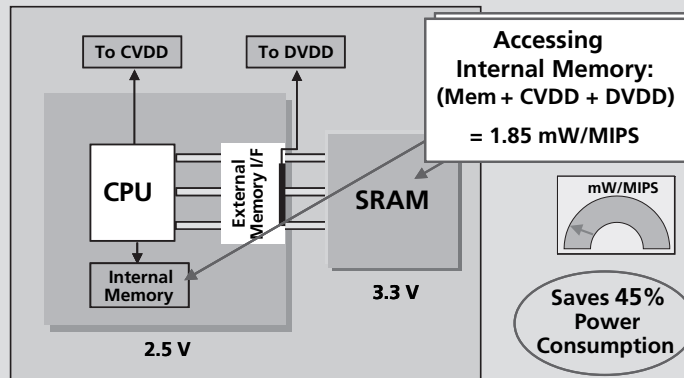 To CVDD
To DVDD
Accessing
Internal Memory:
(Mem + CVDD + DVDD)
= 1.85 mW/MIPS
CPU
External
Memory I/F
SRAM
Internal
Memory
2.5 V
3.3 V
mW/MIPS
Saves 45%
Power
Consumption